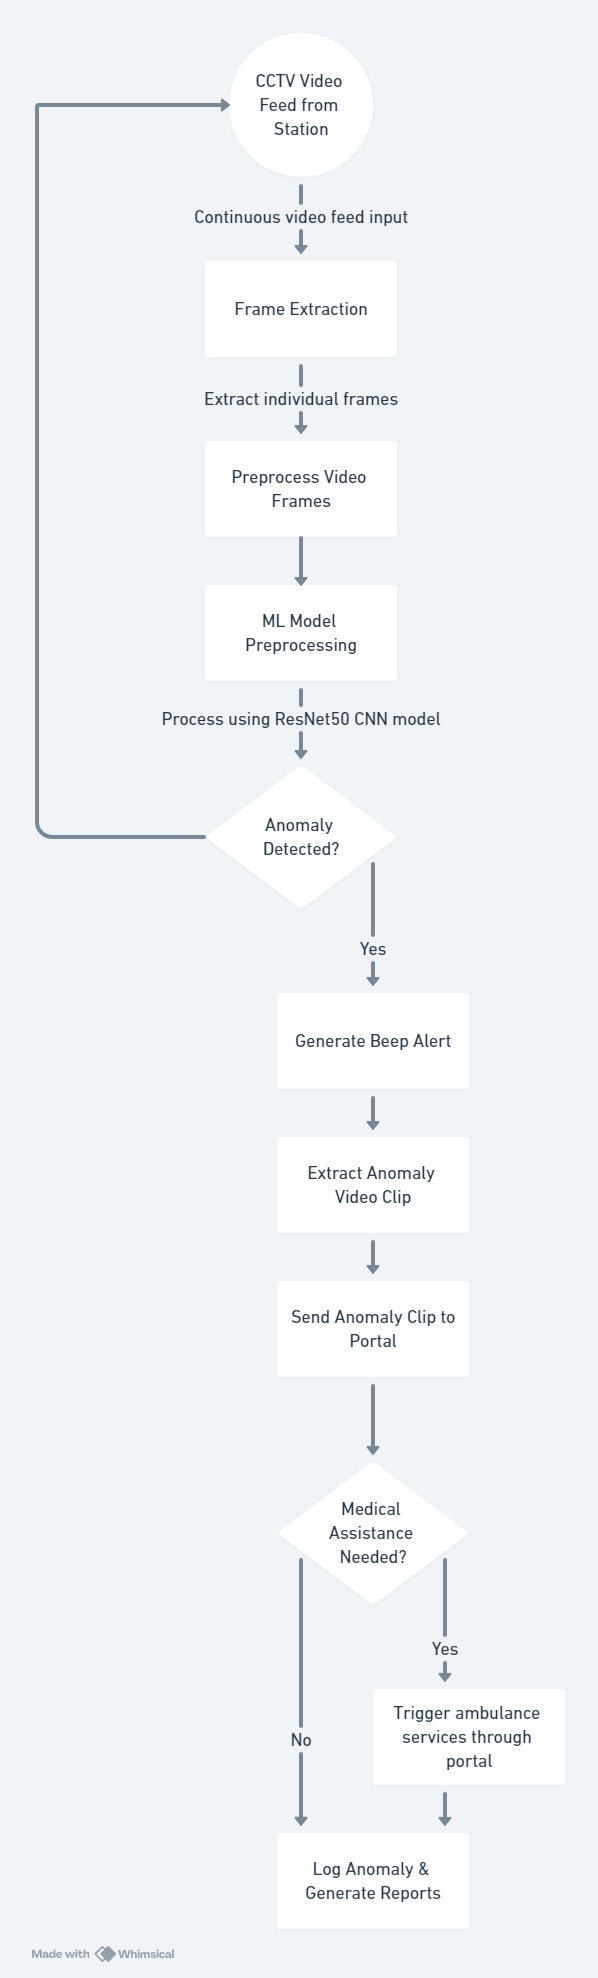 CCTV Video
Feed from
Station
Continuous video feed input
Frame Extraction
Extract individual frames
Preprocess Video
Frames
ML Model
Preprocessing
Process using ResNet50 CNN model
Anomaly
Detected?
Yes
Generate Beep Alert
Extract Anomaly
Video Clip
Send Anomaly Clip to
Portal
Medical
Assistance
Needed?
Yes
Trigger ambulance
services through
portal
No
Log Anomaly &
Generate Reports
Made with Whimsical